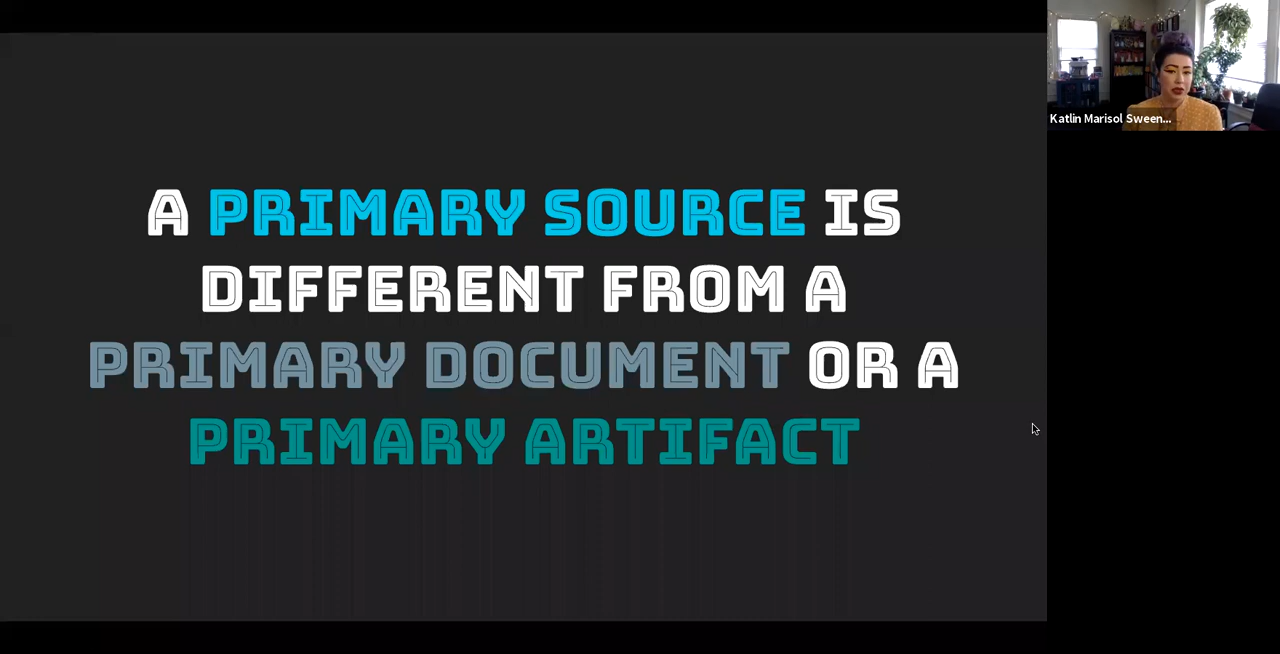 A PRIMARY SOURCE IS
DIFFERENT FROM A
PRIMARY DOCUMENT OR A
PRIMARY ARTIFACT
Katlin Marisol Sween...